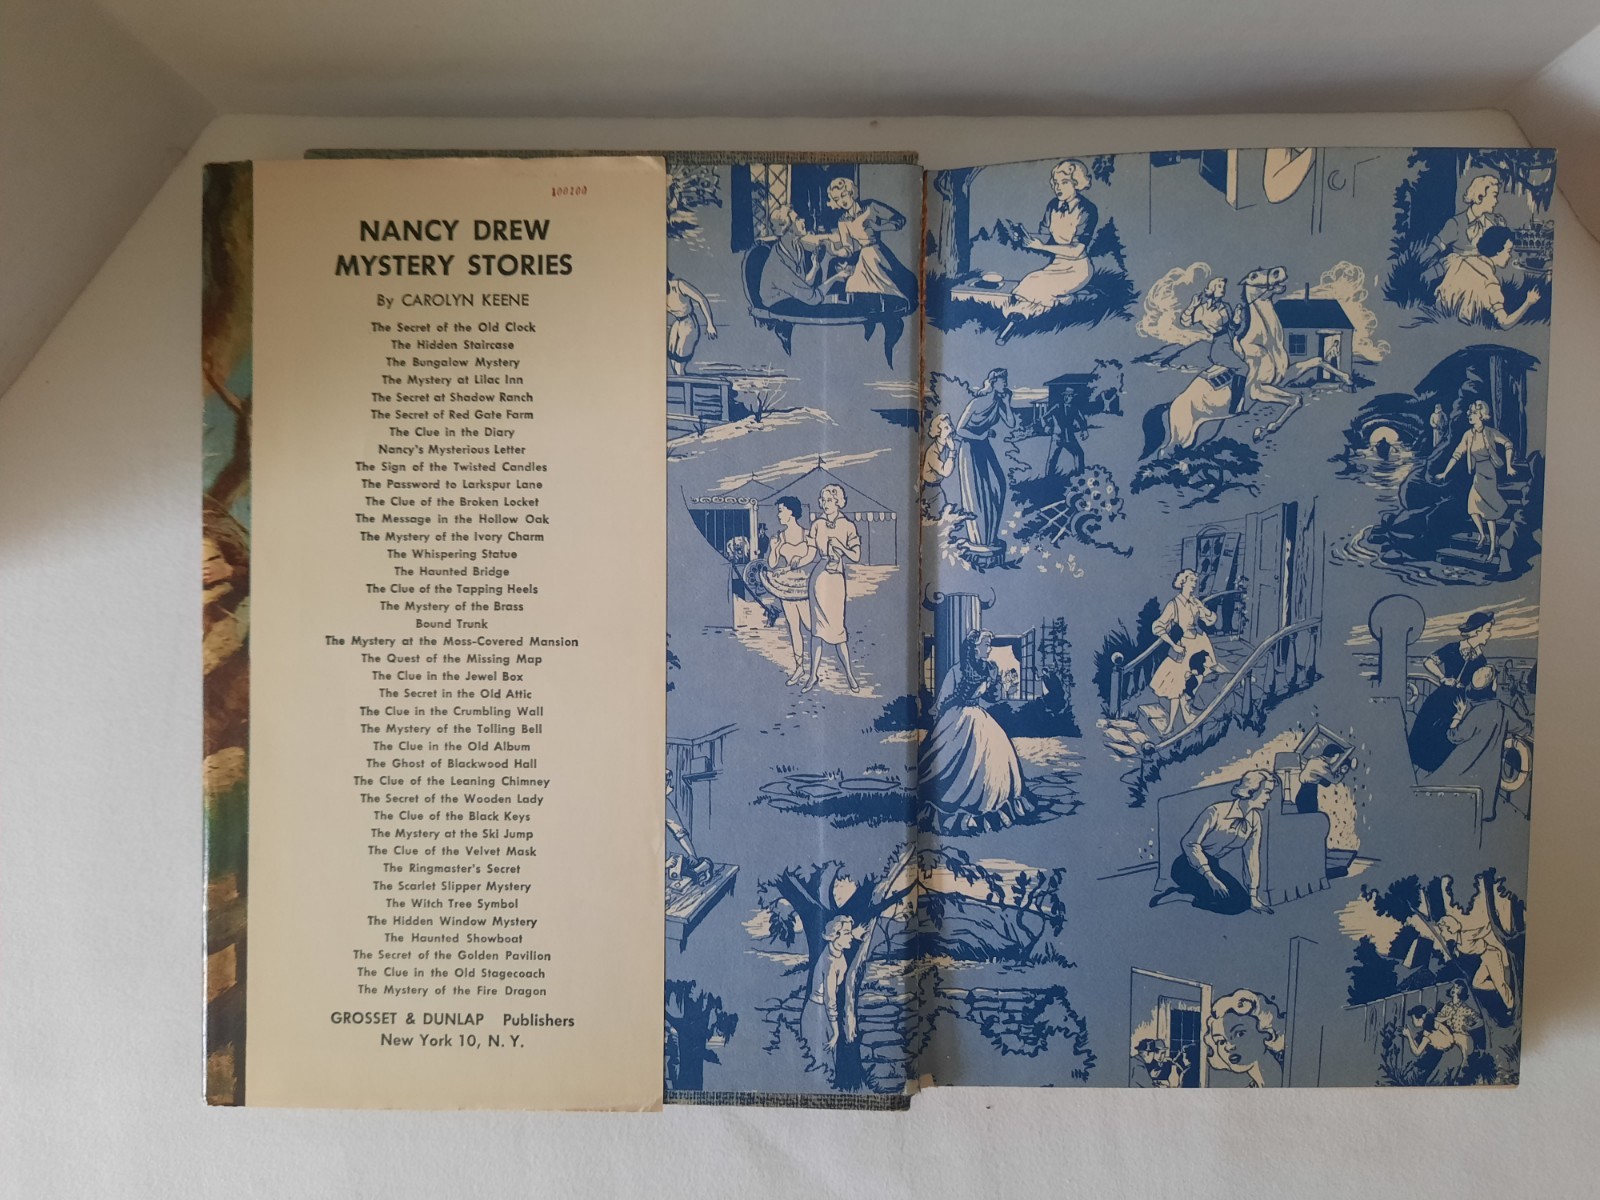 100200
NANCY DREW
MYSTERY STORIES
By CAROLYN KEENE
The Secret of the Old Clock
The Hidden Staircase
The Bungalow Mystery
The Mystery at Lilac Inn
The Secret at Shadow Ranch
The Secret of Red Gate Farm
The Clue in the Diary
Nancy's Mysterious Letter
The Sign of the Twisted Candles
The Password to Larkspur Lane
The Clue of the Broken Locket
The Message in the Hollow Oak
The Mystery of the Ivory Charm
The Whispering Statue
The Haunted Bridge
The Clue of the Tapping Heels
The Mystery of the Brass
Bound Trunk
The Mystery at the Moss-Covered Mansion
The Quest of the Missing Map
The Clue in the Jewel Box
The Secret in the Old Attic
The Clue in the Crumbling Wall
The Mystery of the Tolling Bell
The Clue in the Old Album
The Ghost of Blackwood Hall
The Clue of the Leaning Chimney
The Secret of the Wooden Lady
The Clue of the Black Keys
The Mystery at the Ski Jump
The Clue of the Velvet Mask
The Ringmaster's Secret
The Scarlet Slipper Mystery
The Witch Tree Symbol
The Hidden Window Mystery
The Haunted Showboat
The Secret of the Golden Pavilion
The Clue in the Old Stagecoach
The Mystery of the Fire Dragon
GROSSET & DUNLAP Publishers
New York 10, N. Y.